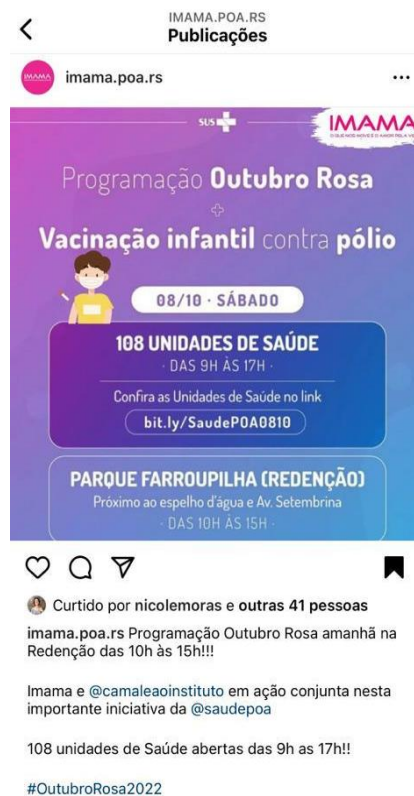 IMAMA.POA.RS
Publicações
IMAMA
imama.poa.rs
SUS
IMAMA
Programação Outubro Rosa
+
Vacinação infantil contra pólio
08/10 · SÁBADO
108 UNIDADES DE SAÚDE
· DAS 9H ÀS 17H ·
Confira as Unidades de Saúde no link
bit.ly/SaudePOA0810
PARQUE FARROUPILHA (REDENÇÃO)
Próximo ao espelho d'água e Av. Setembrina
· DAS 10H ÀS 15H ·
Curtido por nicolemoras e outras 41 pessoas
imama.poa.rs Programação Outubro Rosa amanhã na
Redenção das 10h às 15h!!!
Imama e @camaleaoinstituto em ação conjunta nesta
importante iniciativa da @saudepoa
108 unidades de Saúde abertas das 9h as 17h!!
#OutubroRosa2022